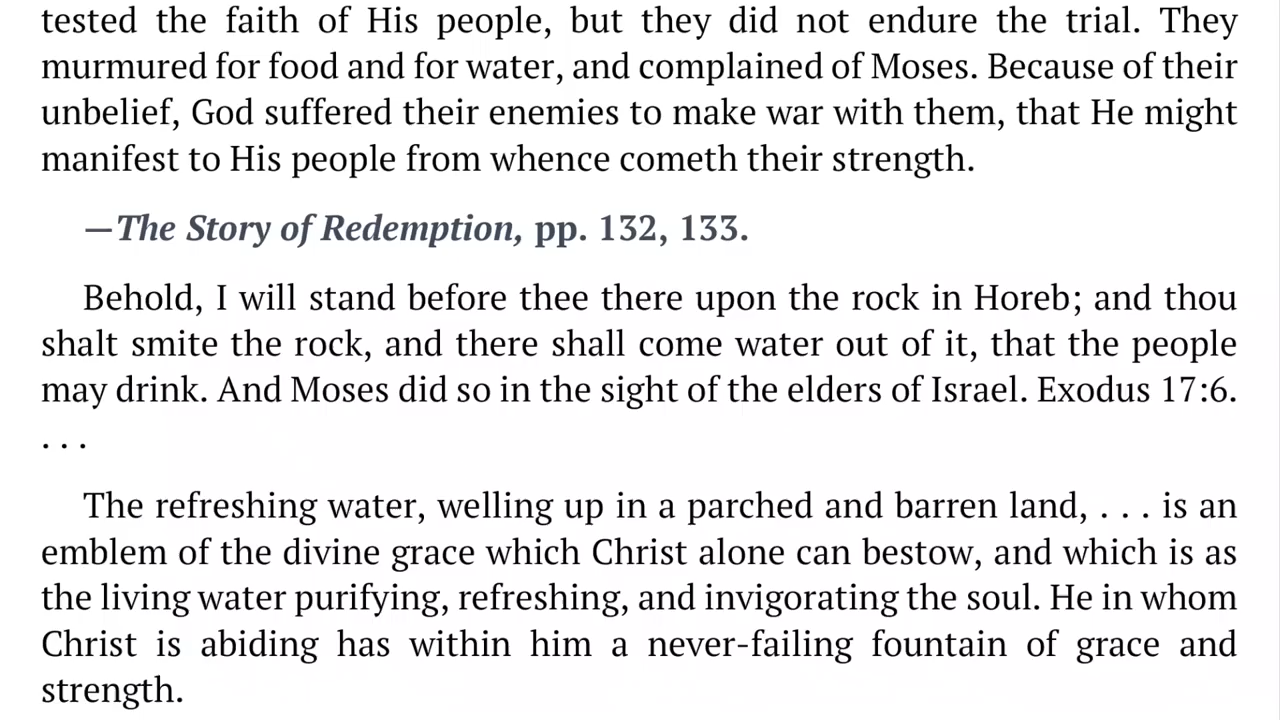 tested the faith of His people, but they did not endure the trial. They
murmured for food and for water, and complained of Moses. Because of their
unbelief, God suffered their enemies to make war with them, that He might
manifest to His people from whence cometh their strength.
—The Story of Redemption, pp. 132, 133.
Behold, I will stand before thee there upon the rock in Horeb; and thou
shalt smite the rock, and there shall come water out of it, that the people
may drink. And Moses did so in the sight of the elders of Israel. Exodus 17:6.
. . .
The refreshing water, welling up in a parched and barren land, . . . is an
emblem of the divine grace which Christ alone can bestow, and which is as
the living water purifying, refreshing, and invigorating the soul. He in whom
Christ is abiding has within him a never-failing fountain of grace and
strength.